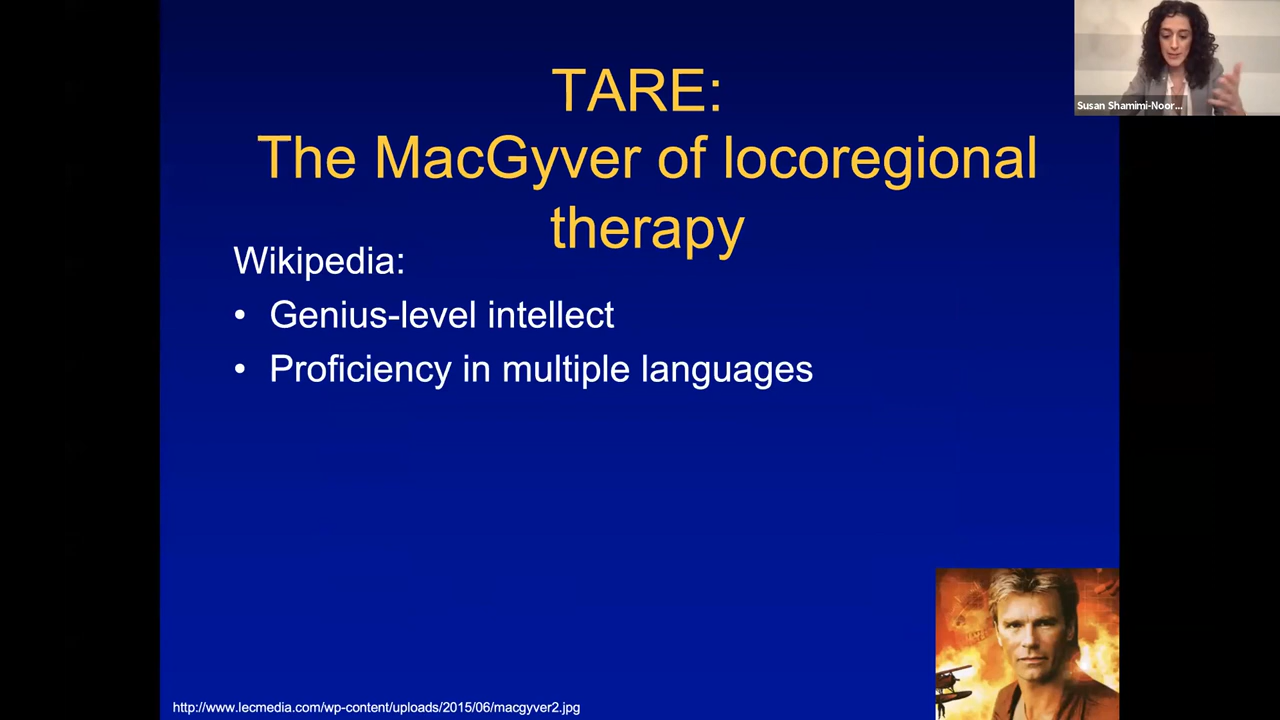 TARE:
The MacGyver of locoregional
therapy
Wikipedia:
• Genius-level intellect
• Proficiency in multiple languages
Susan Shamimi-Noor...
http://www.lecmedia.com/wp-content/uploads/2015/06/macgyver2.jpg